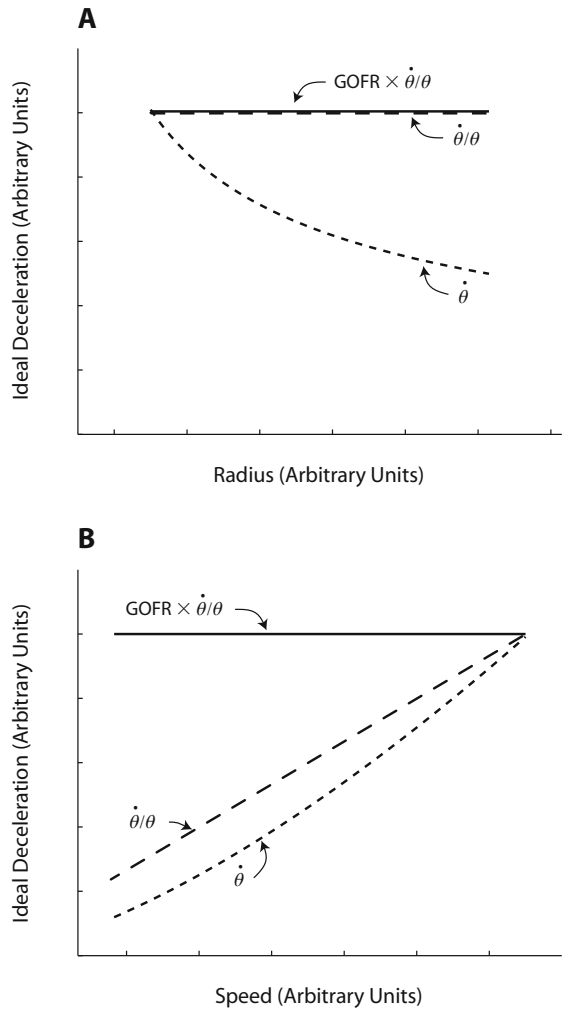 A
GOFR × θ̇/θ
θ̇/θ
θ̇
Ideal Deceleration (Arbitrary Units)
Radius (Arbitrary Units)
B
GOFR × θ̇/θ
θ̇/θ
θ̇
Ideal Deceleration (Arbitrary Units)
Speed (Arbitrary Units)